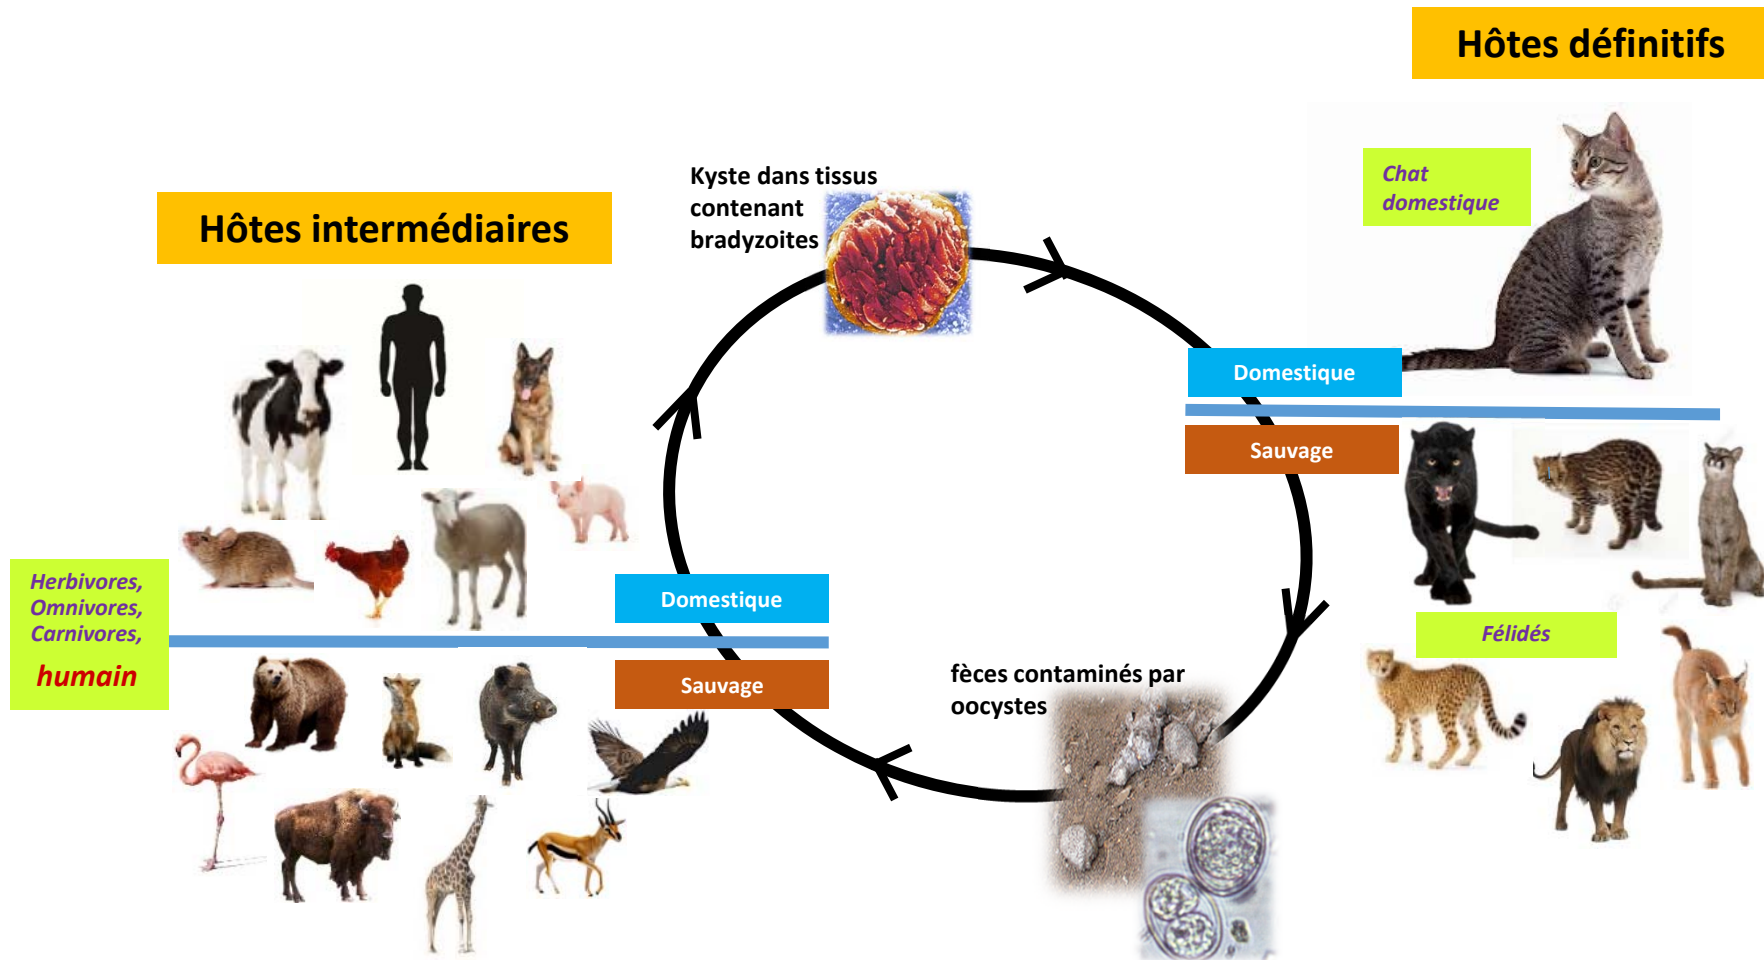 Hôtes définitifs
Chat
domestique
Kyste dans tissus
contenant
bradyzoites
Hôtes intermédiaires
Domestique
Sauvage
Herbivores,
Omnivores,
Carnivores,
humain
Domestique
Sauvage
Félidés
fèces contaminés par
oocystes